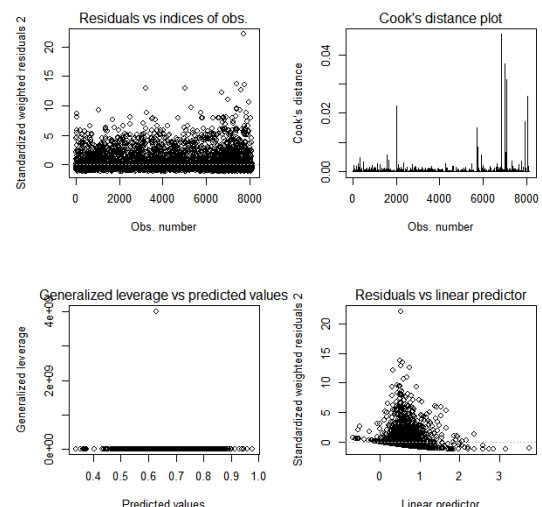 Residuals vs indices of obs.
Standardized weighted residuals 2
0 5 10 15 20
0 2000 4000 6000 8000
Obs. number
Cook's distance plot
Cook's distance
0.00 0.02 0.04
0 2000 4000 6000 8000
Obs. number
Generalized leverage vs predicted values
Generalized leverage
0e+00 2e+09 4e+09
0.4 0.5 0.6 0.7 0.8 0.9 1.0
Predicted values
Residuals vs linear predictor
Standardized weighted residuals 2
0 5 10 15 20
0 1 2 3
Linear predictor